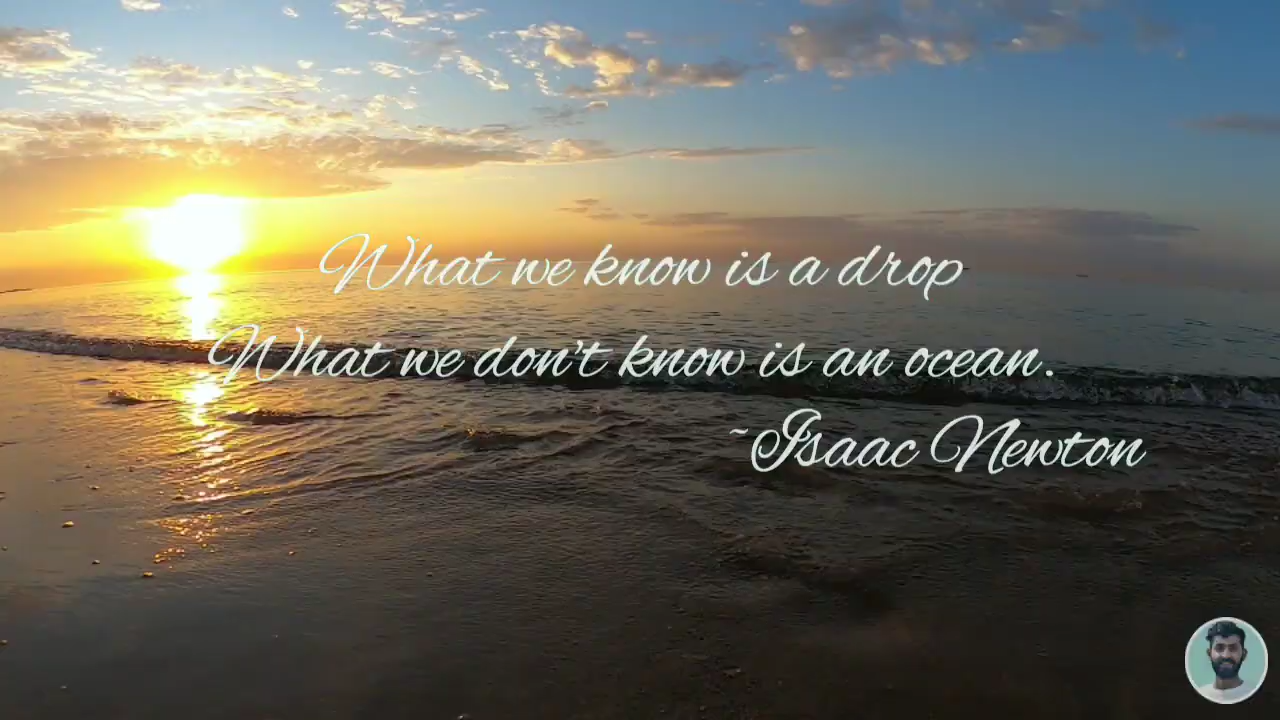 What we know is a drop
What we don't know is an ocean.
~Isaac Newton